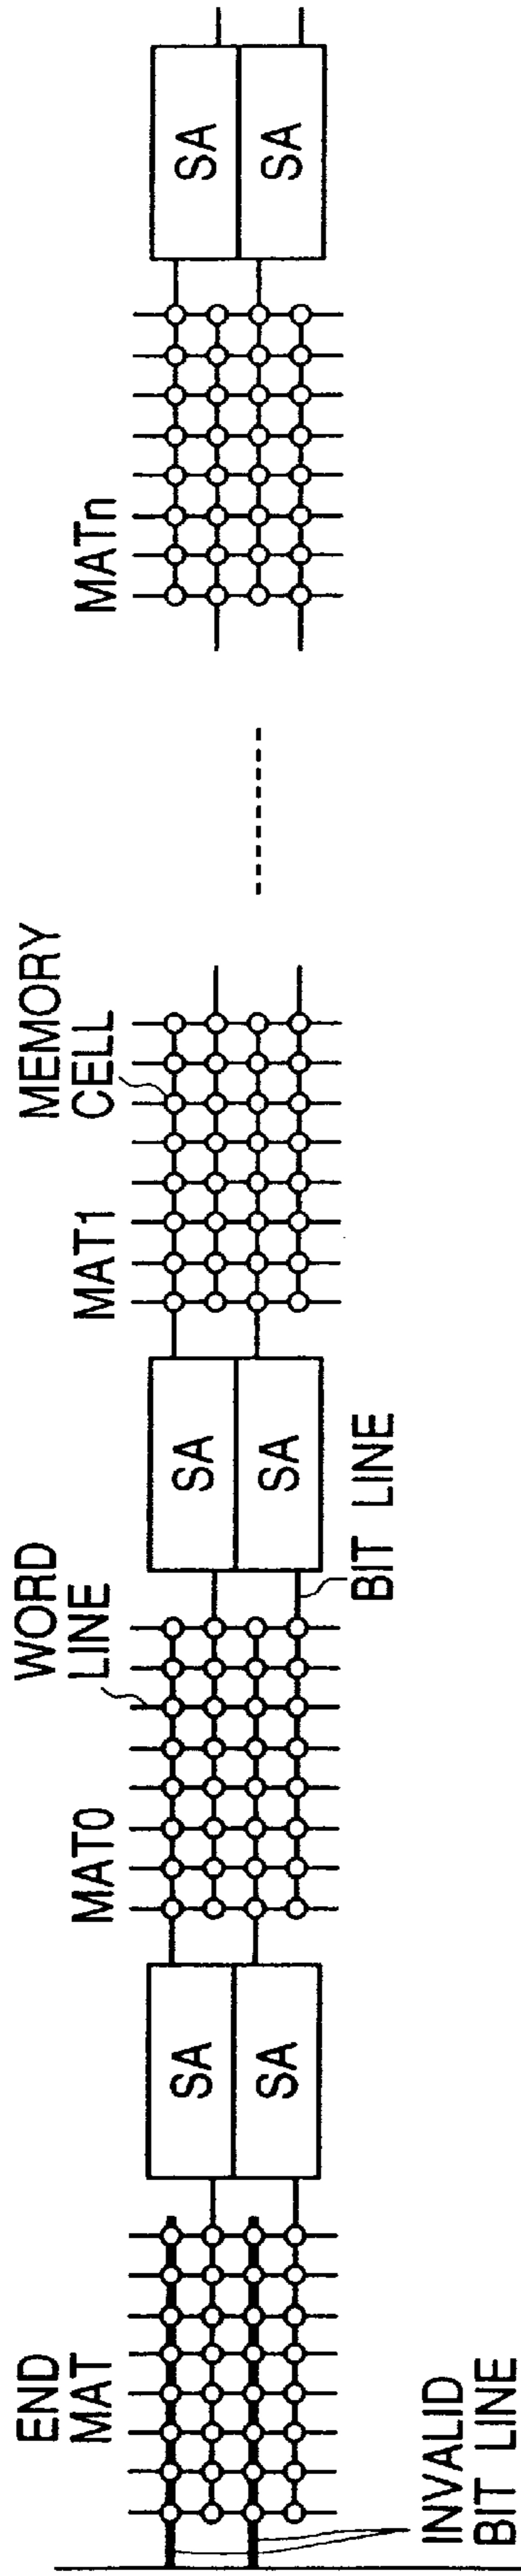 END
MAT
INVALID
BIT LINE
SA
SA
MAT0
WORD
LINE
SA
SA
BIT LINE
MAT1
MEMORY
CELL
MATn
SA
SA